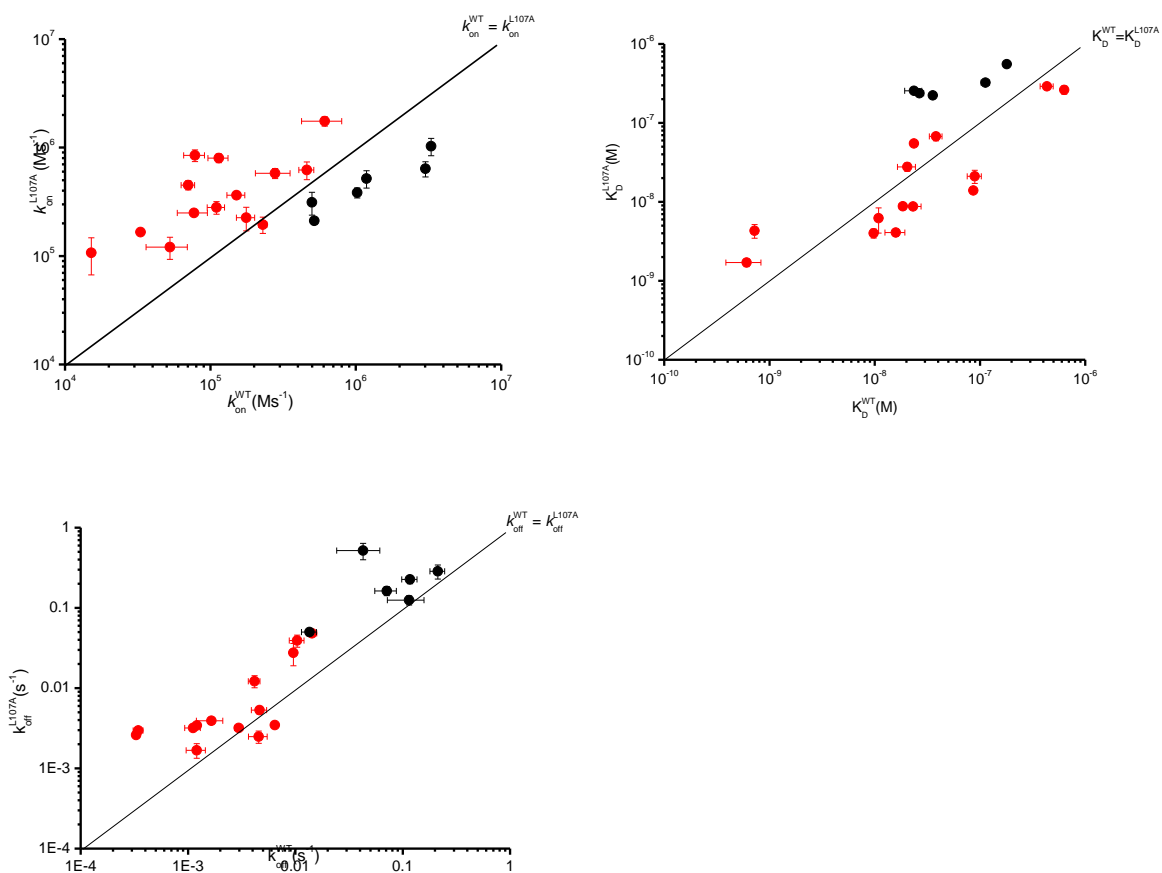 k_on^WT = k_on^L107A
10^7
10^6
10^5
10^4
k_on^L107A (Ms^-1)
10^4 10^5 10^6 10^7
k_on^WT (Ms^-1)
K_D^WT=K_D^L107A
10^-6
10^-7
10^-8
10^-9
10^-10
K_D^L107A (M)
10^-10 10^-9 10^-8 10^-7 10^-6
K_D^WT (M)
k_off^WT = k_off^L107A
1
0.1
0.01
1E-3
1E-4
k_off^L107A (s^-1)
1E-4 1E-3 0.01 0.1 1
k_off^WT (s^-1)